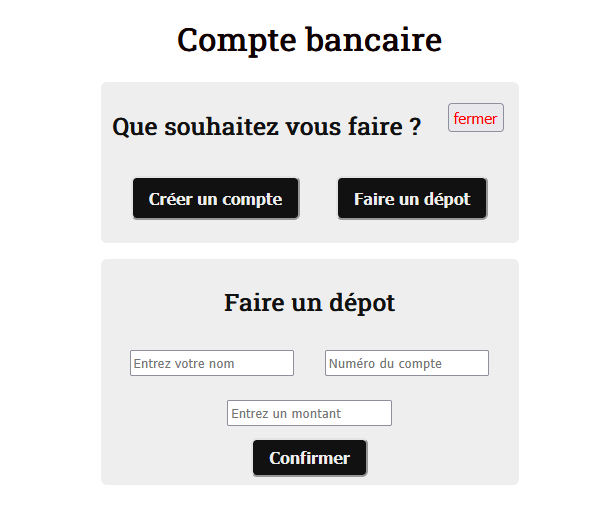 Compte bancaire
Que souhaitez vous faire ?
fermer
Créer un compte
Faire un dépot
Faire un dépot
Entrez votre nom
Numéro du compte
Entrez un montant
Confirmer